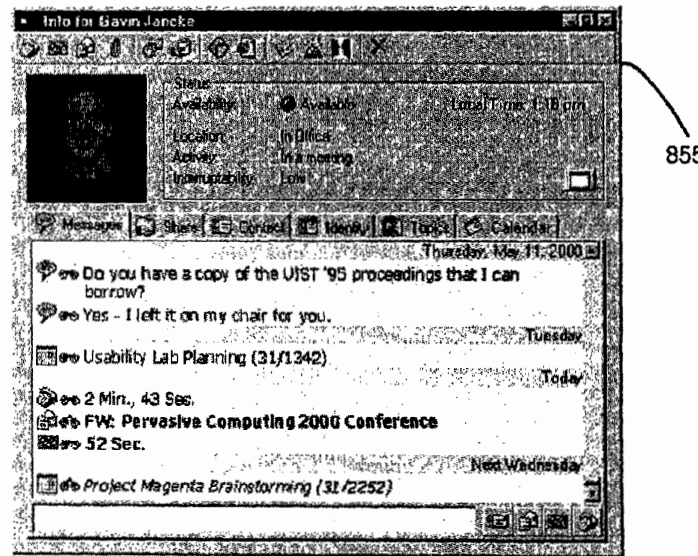 Info for Gavin Jancke
Status
Availability: Available Local Time: 1:18 pm
Location: In Office
Activity: In a meeting
Interruptability: Low
855
Messages Share Contact Identity Topics Calendar
Thursday, May 11, 2000
Do you have a copy of the UIST '95 proceedings that I can
borrow?
Yes - I left it on my chair for you.
Tuesday
Usability Lab Planning (31/1342)
Today
2 Min., 43 Sec.
FW: Pervasive Computing 2000 Conference
52 Sec.
Next Wednesday
Project Magenta Brainstorming (31/2252)